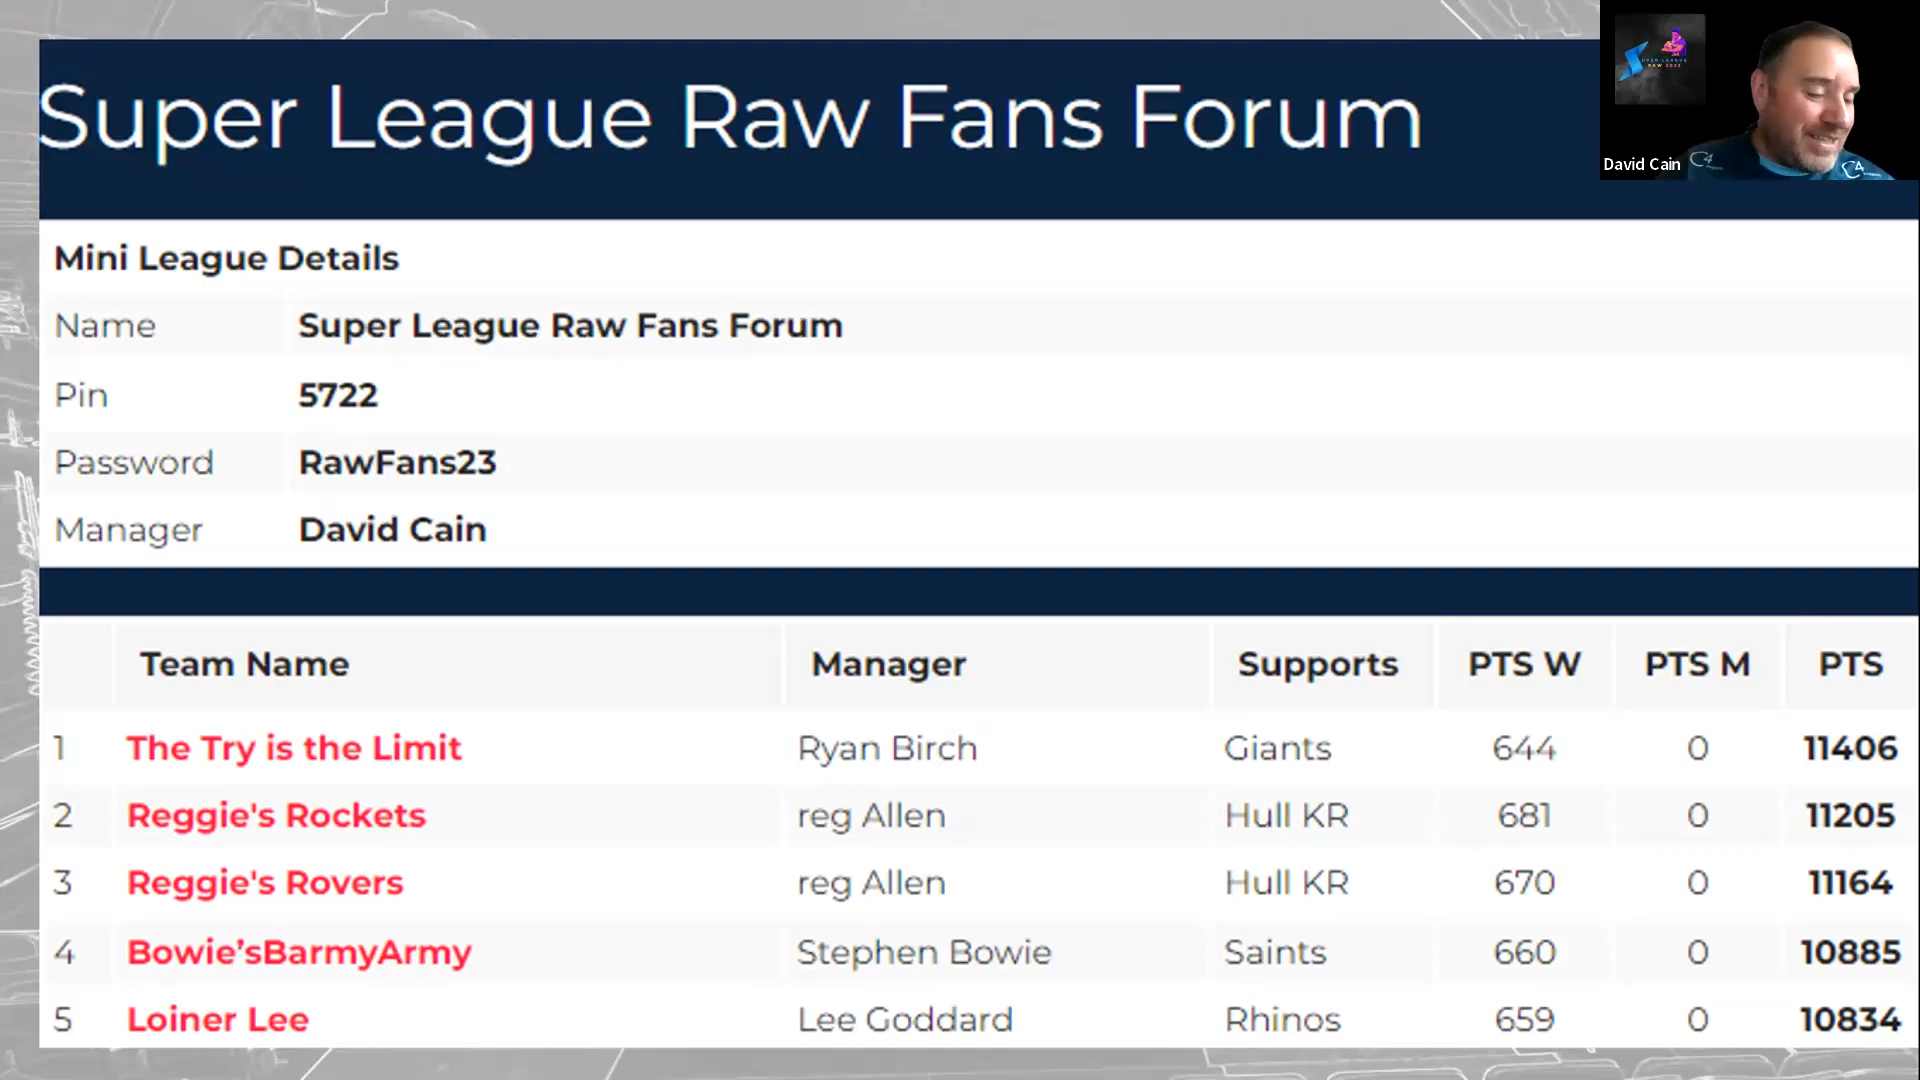 Super League Raw Fans Forum
David Cain
Mini League Details
Name Super League Raw Fans Forum
Pin 5722
Password RawFans23
Manager David Cain
Team Name Manager Supports PTS W PTS M PTS
1 The Try is the Limit Ryan Birch Giants 644 0 11406
2 Reggie's Rockets reg Allen Hull KR 681 0 11205
3 Reggie's Rovers reg Allen Hull KR 670 0 11164
4 Bowie’sBarmyArmy Stephen Bowie Saints 660 0 10885
5 Loiner Lee Lee Goddard Rhinos 659 0 10834